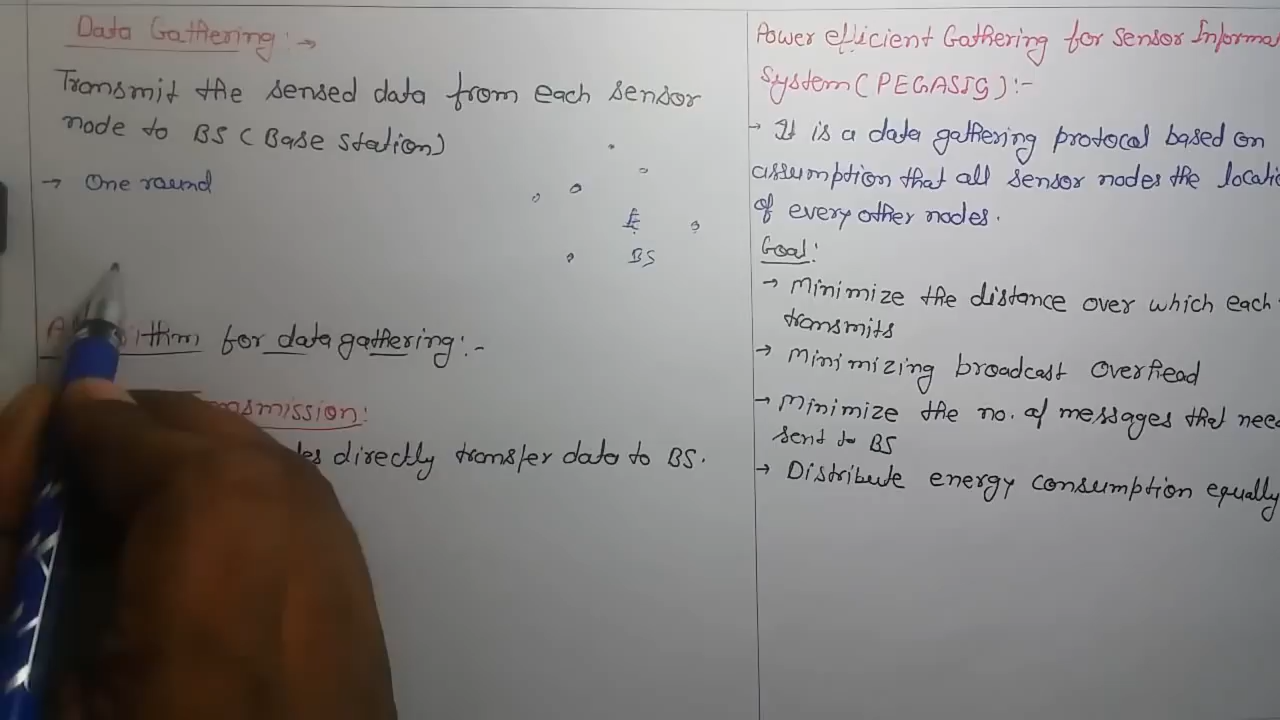 Data Gathering :→
Transmit the sensed data from each sensor
node to BS ( Base station)
→ One round
BS
for data gathering :-
directly transfer data to BS.
Power efficient Gathering for Sensor
System ( PEGASIG ) :-
→ It is a data gathering protocal based on
assumption that all sensor nodes the
of every other nodes.
Goal :
→ Minimize the distance over which each
transmits
→ Minimizing broadcast overhead
→ Minimize the no. of messages that
sent to BS
→ Distribute energy consumption equally